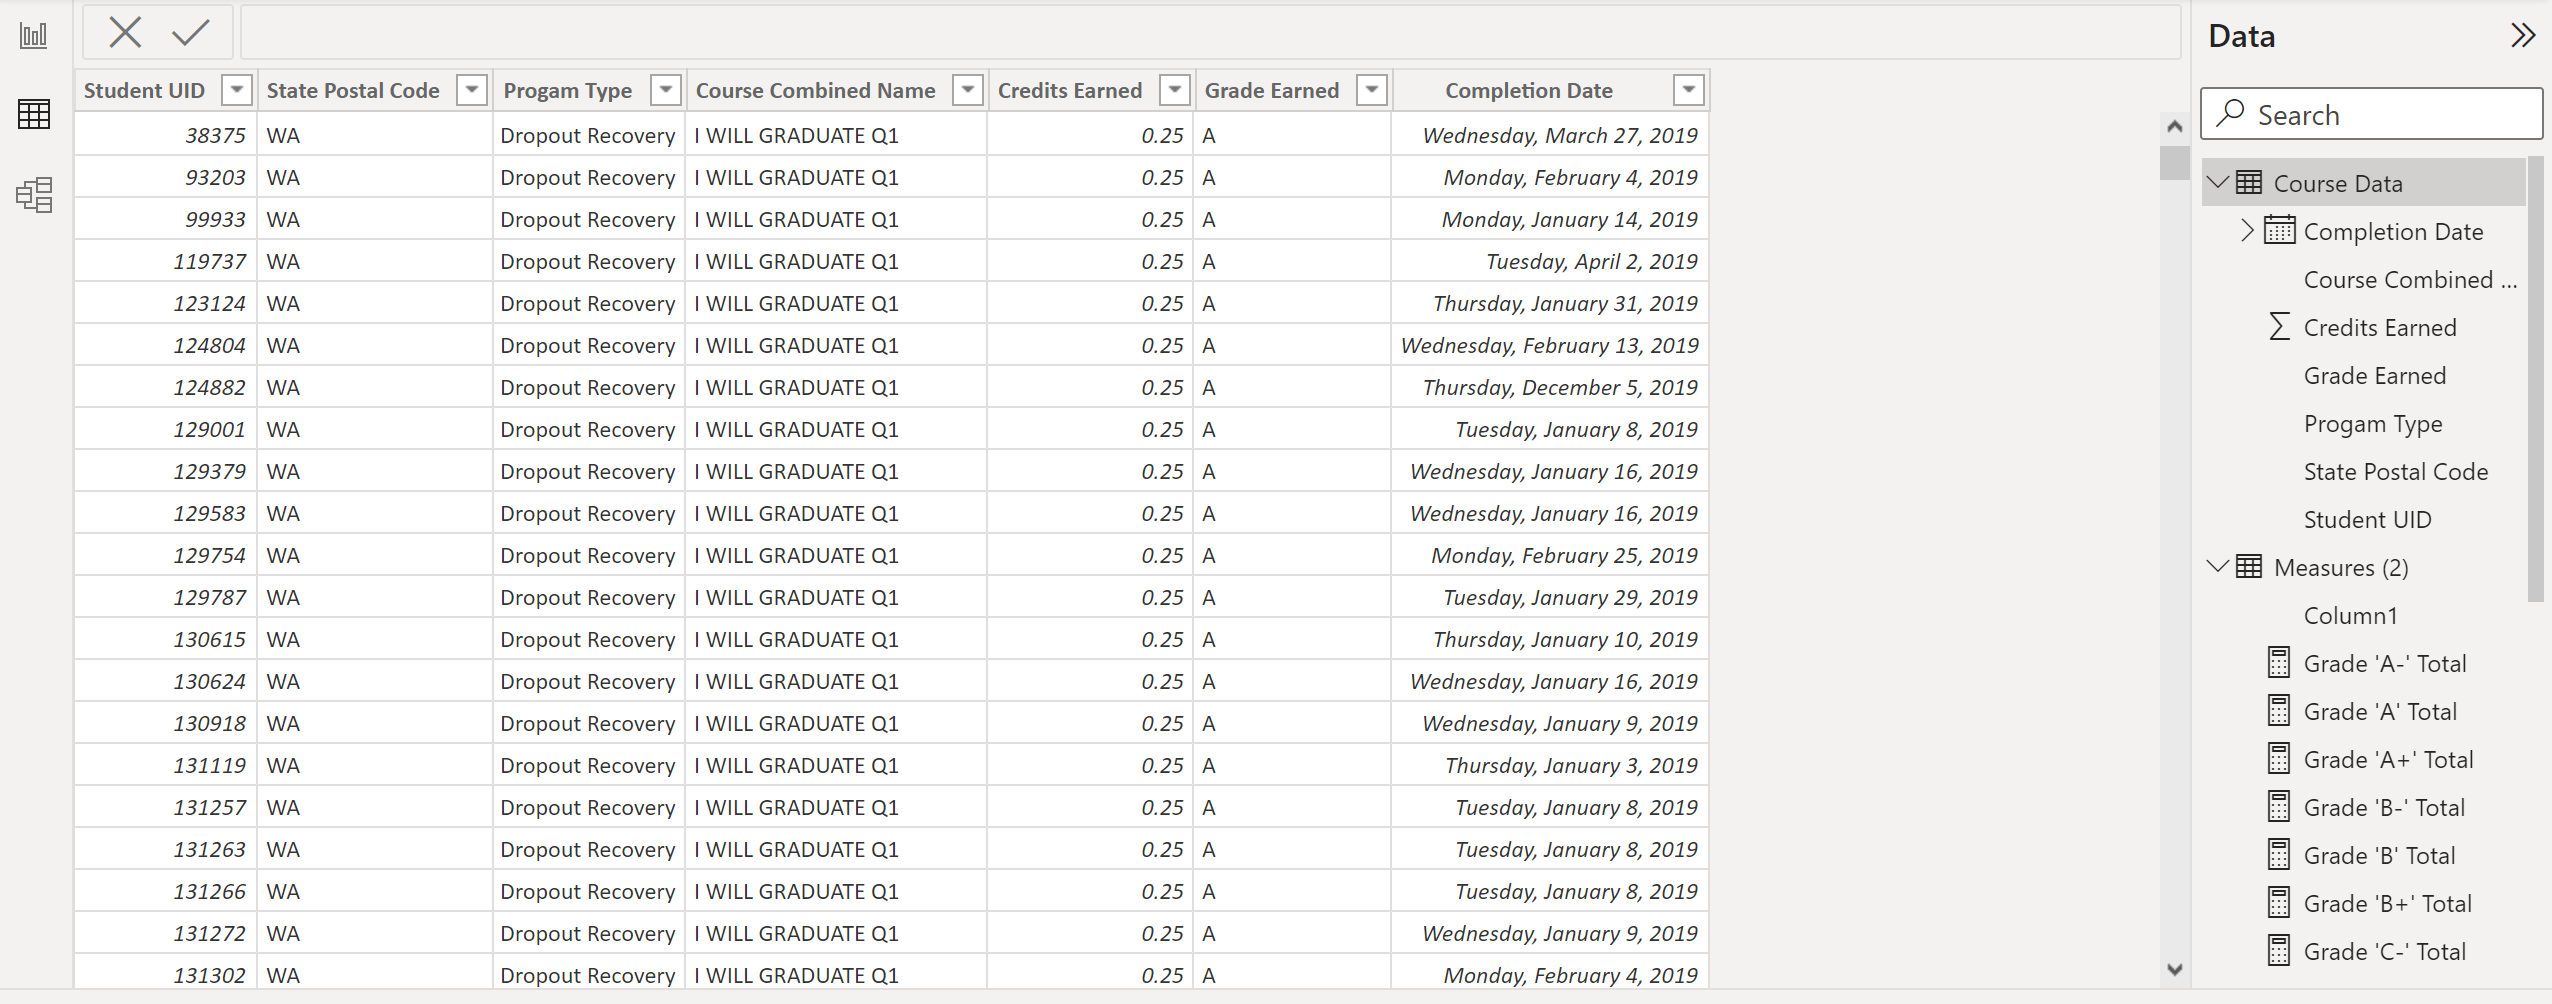 Student UID State Postal Code Progam Type Course Combined Name Credits Earned Grade Earned Completion Date
38375 WA Dropout Recovery I WILL GRADUATE Q1 0.25 A Wednesday, March 27, 2019
93203 WA Dropout Recovery I WILL GRADUATE Q1 0.25 A Monday, February 4, 2019
99933 WA Dropout Recovery I WILL GRADUATE Q1 0.25 A Monday, January 14, 2019
119737 WA Dropout Recovery I WILL GRADUATE Q1 0.25 A Tuesday, April 2, 2019
123124 WA Dropout Recovery I WILL GRADUATE Q1 0.25 A Thursday, January 31, 2019
124804 WA Dropout Recovery I WILL GRADUATE Q1 0.25 A Wednesday, February 13, 2019
124882 WA Dropout Recovery I WILL GRADUATE Q1 0.25 A Thursday, December 5, 2019
129001 WA Dropout Recovery I WILL GRADUATE Q1 0.25 A Tuesday, January 8, 2019
129379 WA Dropout Recovery I WILL GRADUATE Q1 0.25 A Wednesday, January 16, 2019
129583 WA Dropout Recovery I WILL GRADUATE Q1 0.25 A Wednesday, January 16, 2019
129754 WA Dropout Recovery I WILL GRADUATE Q1 0.25 A Monday, February 25, 2019
129787 WA Dropout Recovery I WILL GRADUATE Q1 0.25 A Tuesday, January 29, 2019
130615 WA Dropout Recovery I WILL GRADUATE Q1 0.25 A Thursday, January 10, 2019
130624 WA Dropout Recovery I WILL GRADUATE Q1 0.25 A Wednesday, January 16, 2019
130918 WA Dropout Recovery I WILL GRADUATE Q1 0.25 A Wednesday, January 9, 2019
131119 WA Dropout Recovery I WILL GRADUATE Q1 0.25 A Thursday, January 3, 2019
131257 WA Dropout Recovery I WILL GRADUATE Q1 0.25 A Tuesday, January 8, 2019
131263 WA Dropout Recovery I WILL GRADUATE Q1 0.25 A Tuesday, January 8, 2019
131266 WA Dropout Recovery I WILL GRADUATE Q1 0.25 A Tuesday, January 8, 2019
131272 WA Dropout Recovery I WILL GRADUATE Q1 0.25 A Wednesday, January 9, 2019
131302 WA Dropout Recovery I WILL GRADUATE Q1 0.25 A Monday, February 4, 2019
Data
Search
Course Data
Completion Date
Course Combined ...
Credits Earned
Grade Earned
Progam Type
State Postal Code
Student UID
Measures (2)
Column1
Grade 'A-' Total
Grade 'A' Total
Grade 'A+' Total
Grade 'B-' Total
Grade 'B' Total
Grade 'B+' Total
Grade 'C-' Total